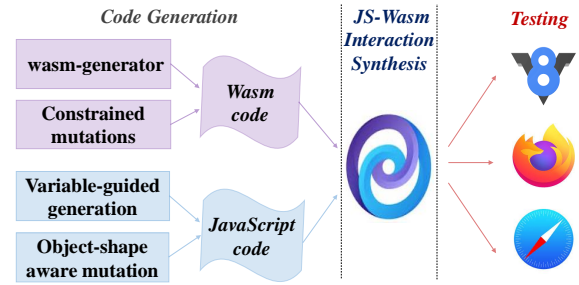 Code Generation
JS-Wasm
Interaction
Synthesis
Testing
wasm-generator
Constrained
mutations
Wasm
code
Variable-guided
generation
Object-shape
aware mutation
JavaScript
code